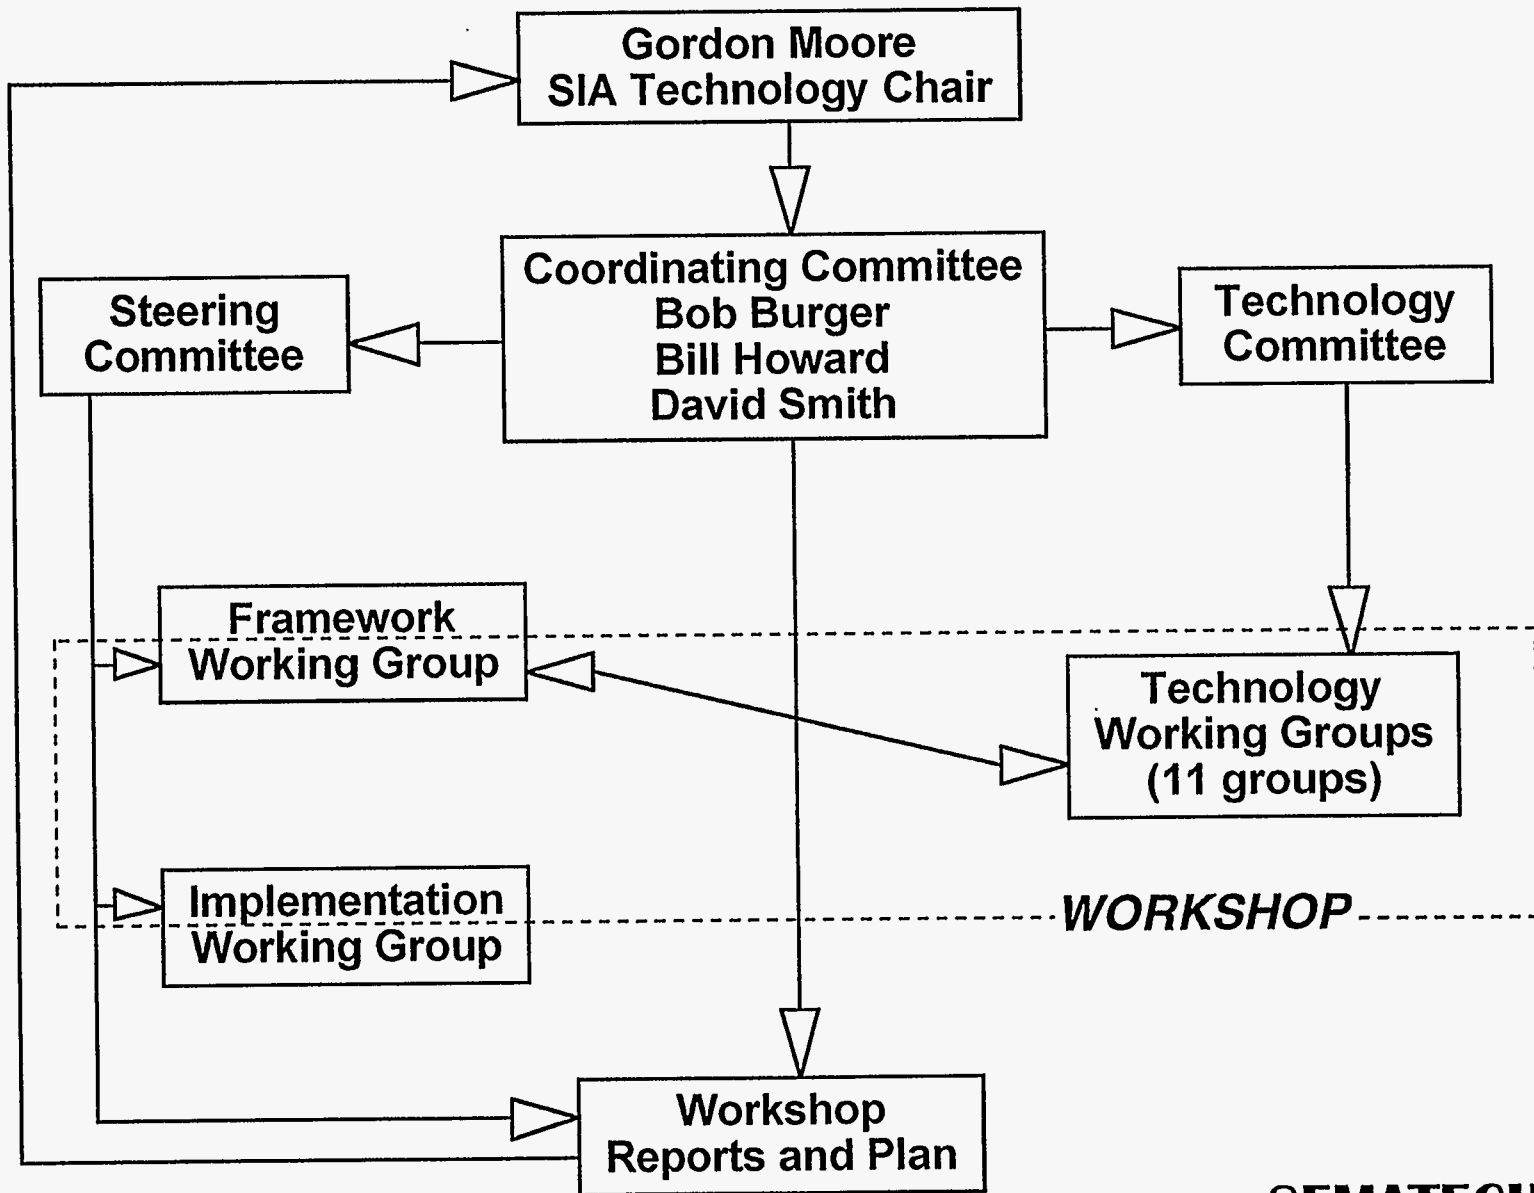 Gordon Moore
SIA Technology Chair
Coordinating Committee
Bob Burger
Bill Howard
David Smith
Steering
Committee
Technology
Committee
Framework
Working Group
Technology
Working Groups
(11 groups)
Implementation
Working Group
WORKSHOP
Workshop
Reports and Plan